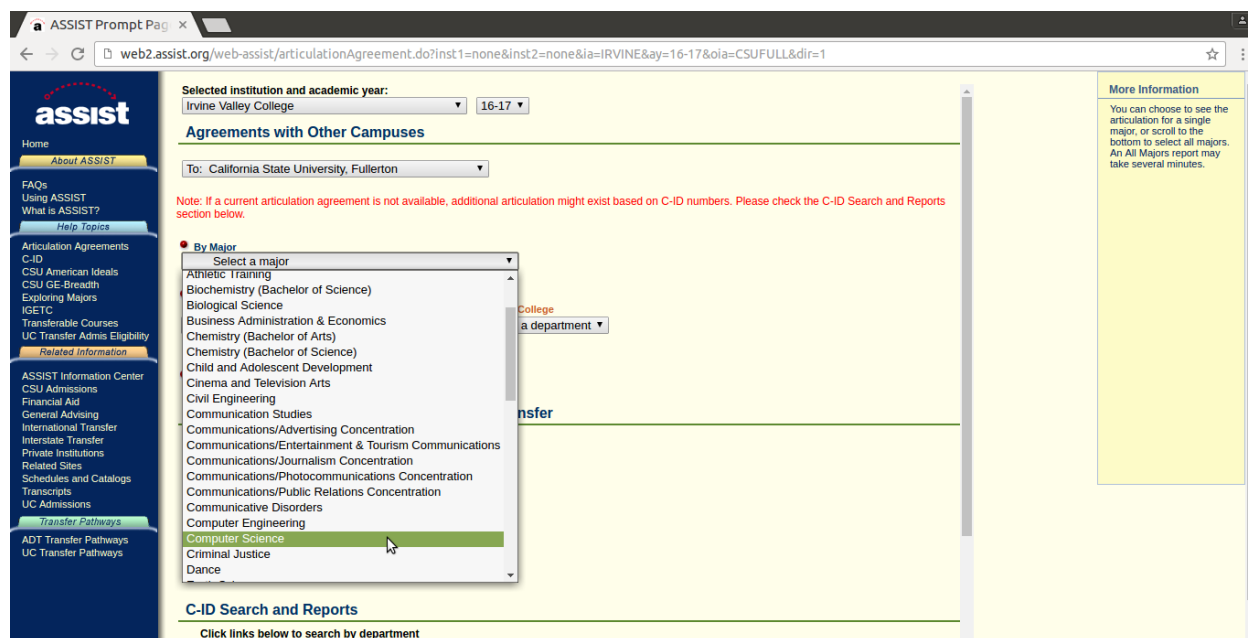 ASSIST Prompt Pag
web2.assist.org/web-assist/articulationAgreement.do?inst1=none&inst2=none&ia=IRVINE&ay=16-17&oia=CSUFULL&dir=1
assist
Home
About ASSIST
FAQs
Using ASSIST
What is ASSIST?
Help Topics
Articulation Agreements
C-ID
CSU American Ideals
CSU GE-Breadth
Exploring Majors
IGETC
Transferable Courses
UC Transfer Admis Eligibility
Related Information
ASSIST Information Center
CSU Admissions
Financial Aid
General Advising
International Transfer
Interstate Transfer
Private Institutions
Related Sites
Schedules and Catalogs
Transcripts
UC Admissions
Transfer Pathways
ADT Transfer Pathways
UC Transfer Pathways
Selected institution and academic year:
Irvine Valley College 16-17
Agreements with Other Campuses
To: California State University, Fullerton
Note: If a current articulation agreement is not available, additional articulation might exist based on C-ID numbers. Please check the C-ID Search and Reports
section below.
By Major
Select a major
Athletic Training
Biochemistry (Bachelor of Science)
Biological Science
Business Administration & Economics
Chemistry (Bachelor of Arts)
Chemistry (Bachelor of Science)
Child and Adolescent Development
Cinema and Television Arts
Civil Engineering
Communication Studies
Communications/Advertising Concentration
Communications/Entertainment & Tourism Communications
Communications/Journalism Concentration
Communications/Photocommunications Concentration
Communications/Public Relations Concentration
Communicative Disorders
Computer Engineering
Computer Science
Criminal Justice
Dance
College
a department
nsfer
C-ID Search and Reports
Click links below to search by department
More Information
You can choose to see the
articulation for a single
major, or scroll to the
bottom to select all majors.
An All Majors report may
take several minutes.